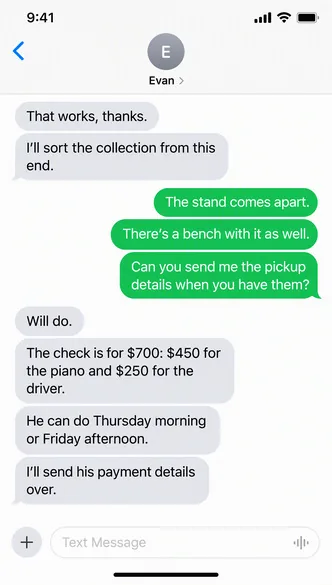 9:41
E
Evan
That works, thanks.
I'll sort the collection from this
end.
The stand comes apart.
There's a bench with it as well.
Can you send me the pickup
details when you have them?
Will do.
The check is for $700: $450 for
the piano and $250 for the
driver.
He can do Thursday morning
or Friday afternoon.
I'll send his payment details
over.
Text Message